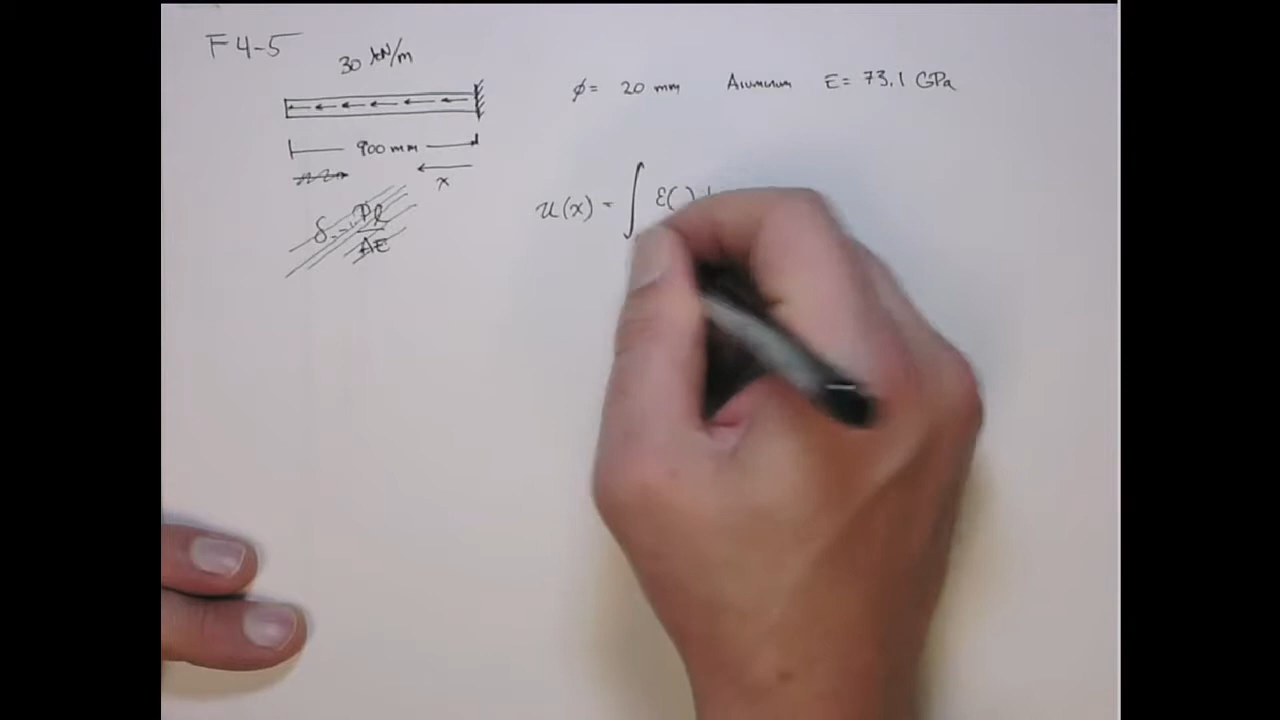 F4-5
30 kN/m
ϕ = 20 mm Aluminum E = 73.1 GPa
900 mm
x
δ = Pl/AE
u(x) = ∫ ε( )